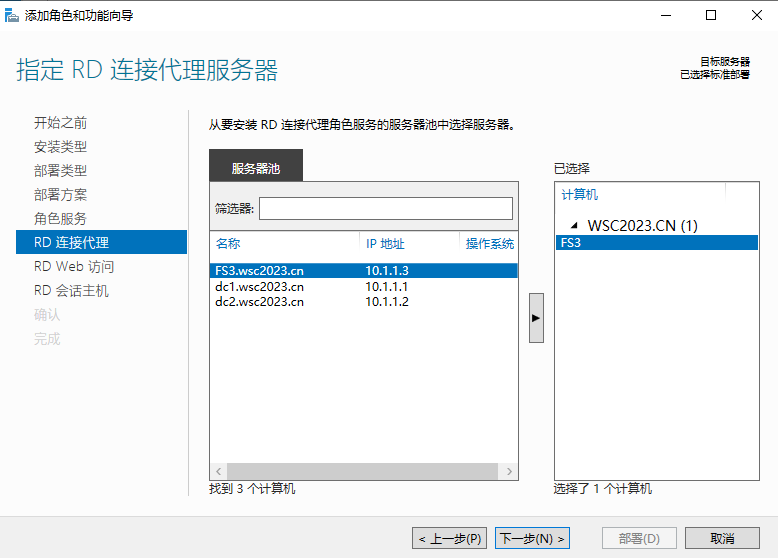 添加角色和功能向导
指定 RD 连接代理服务器
目标服务器
已选择标准部署
开始之前
安装类型
部署类型
部署方案
角色服务
RD 连接代理
RD Web 访问
RD 会话主机
确认
完成
从要安装 RD 连接代理角色服务的服务器池中选择服务器。
服务器池
筛选器:
名称 IP 地址 操作系统
FS3.wsc2023.cn 10.1.1.3
dc1.wsc2023.cn 10.1.1.1
dc2.wsc2023.cn 10.1.1.2
找到 3 个计算机
已选择
计算机
WSC2023.CN (1)
FS3
选择了 1 个计算机
< 上一步(P) 下一步(N) > 部署(D) 取消